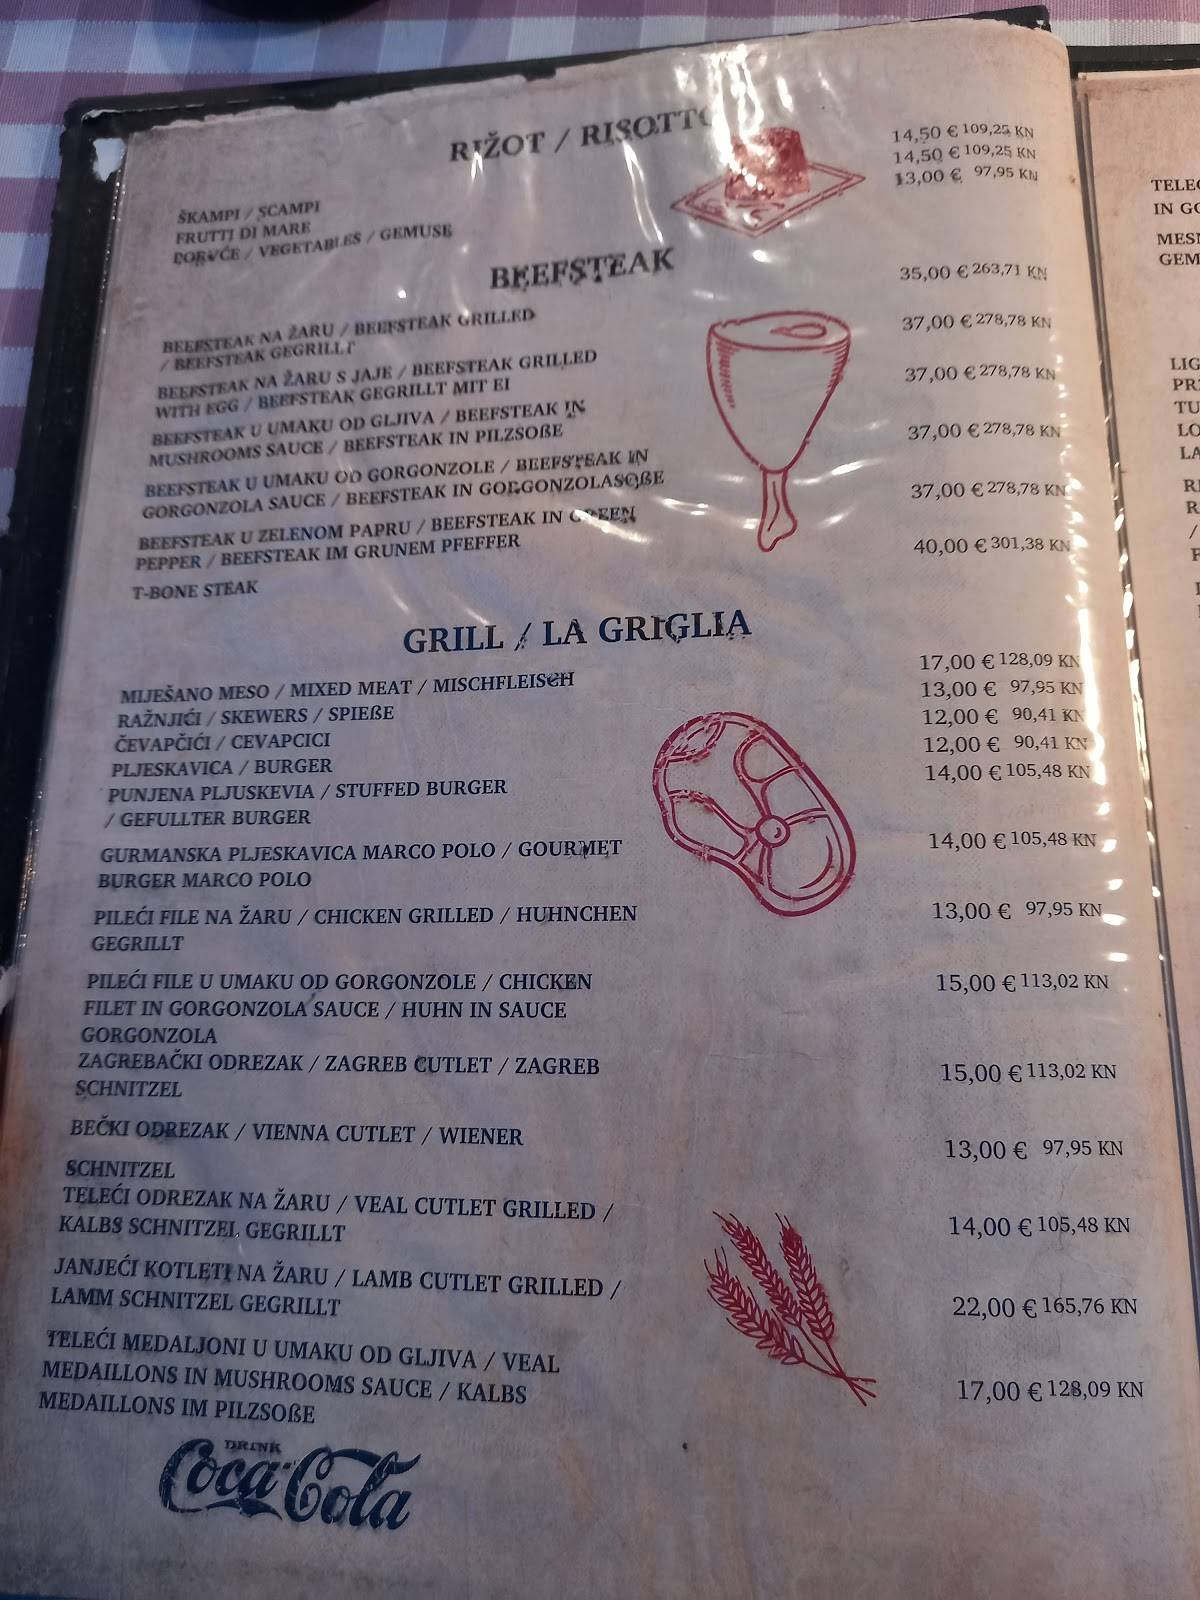 RIŽOT / RISOTTO
ŠKAMPI / SCAMPI 14,50 € 109,25 KN
FRUTTI DI MARE 14,50 € 109,25 KN
POBVČE / VEGETABLES / GEMUSE 13,00 € 97,95 KN
BEEFSTEAK
BEEFSTEAK NA ŽARU / BEEFSTEAK GRILLED 35,00 € 263,71 KN
/ BEEFSTEAK GEGRILLT
BEEFSTEAK NA ŽARU S JAJE / BEEFSTEAK GRILLED 37,00 € 278,78 KN
WITH EGG / BEEFSTEAK GEGRILLT MIT EI
BEEFSTEAK U UMAKU OD GLJIVA / BEEFSTEAK IN 37,00 € 278,78 KN
MUSHROOMS SAUCE / BEEFSTEAK IN PILZSOßE
BEEFSTEAK U UMAKU OD GORGONZOLE / BEEFSTEAK IN 37,00 € 278,78 KN
GORGONZOLA SAUCE / BEEFSTEAK IN GORGONZOLASOßE
BEEFSTEAK U ZELENOM PAPRU / BEEFSTEAK IN GREEN 37,00 € 278,78 KN
PEPPER / BEEFSTEAK IM GRUNEM PFEFFER
T-BONE STEAK 40,00 € 301,38 KN
GRILL / LA GRIGLIA
MIJEŠANO MESO / MIXED MEAT / MISCHFLEISCH 17,00 € 128,09 KN
RAŽNJIĆI / SKEWERS / SPIEßE 13,00 € 97,95 KN
ČEVAPČIĆI / CEVAPCICI 12,00 € 90,41 KN
PLJESKAVICA / BURGER 12,00 € 90,41 KN
PUNJENA PLJUSKEVIA / STUFFED BURGER 14,00 € 105,48 KN
/ GEFULLTER BURGER
GURMANSKA PLJESKAVICA MARCO POLO / GOURMET 14,00 € 105,48 KN
BURGER MARCO POLO
PILEĆI FILE NA ŽARU / CHICKEN GRILLED / HUHNCHEN 13,00 € 97,95 KN
GEGRILLT
PILEĆI FILE U UMAKU OD GORGONZOLE / CHICKEN 15,00 € 113,02 KN
FILET IN GORGONZOLA SAUCE / HUHN IN SAUCE
GORGONZOLA
ZAGREBAČKI ODREZAK / ZAGREB CUTLET / ZAGREB 15,00 € 113,02 KN
SCHNITZEL
BEČKI ODREZAK / VIENNA CUTLET / WIENER 13,00 € 97,95 KN
SCHNITZEL
TELEĆI ODREZAK NA ŽARU / VEAL CUTLET GRILLED / 14,00 € 105,48 KN
KALBS SCHNITZEL GEGRILLT
JANJEĆI KOTLETI NA ŽARU / LAMB CUTLET GRILLED / 22,00 € 165,76 KN
LAMM SCHNITZEL GEGRILLT
TELEĆI MEDALJONI U UMAKU OD GLJIVA / VEAL 17,00 € 128,09 KN
MEDAILLONS IN MUSHROOMS SAUCE / KALBS
MEDAILLONS IM PILZSOßE
DRINK
Coca-Cola
TELE
IN GO
MES
GEM
LIG
PR
TU
LO
LA